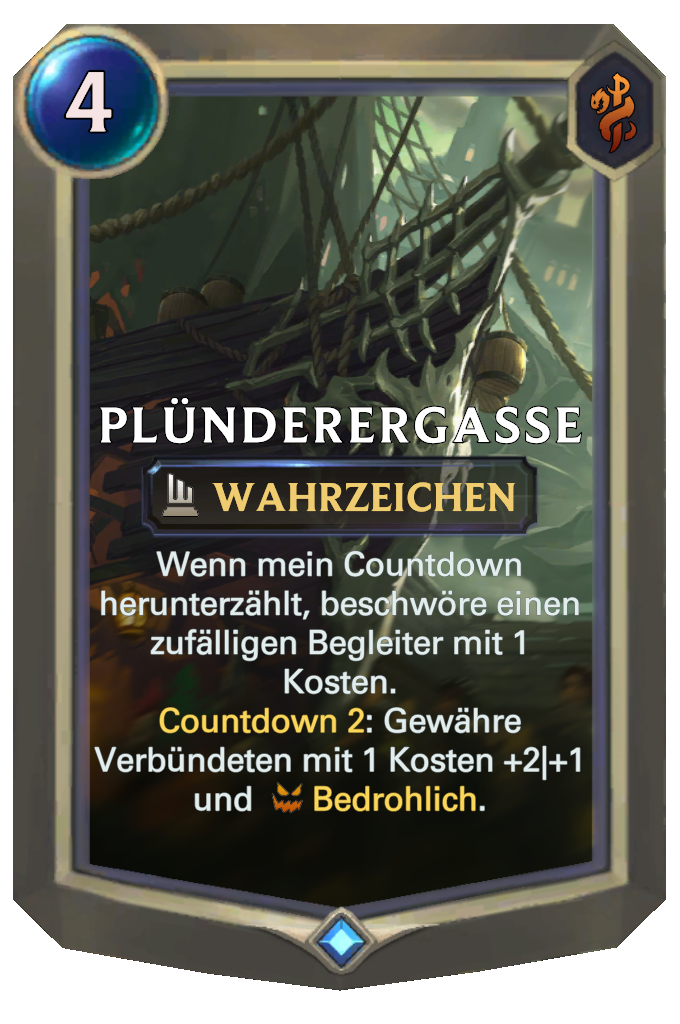 4
PLÜNDERERGASSE
WAHRZEICHEN
Wenn mein Countdown
herunterzählt, beschwöre einen
zufälligen Begleiter mit 1
Kosten.
Countdown 2: Gewähre
Verbündeten mit 1 Kosten +2|+1
und Bedrohlich.